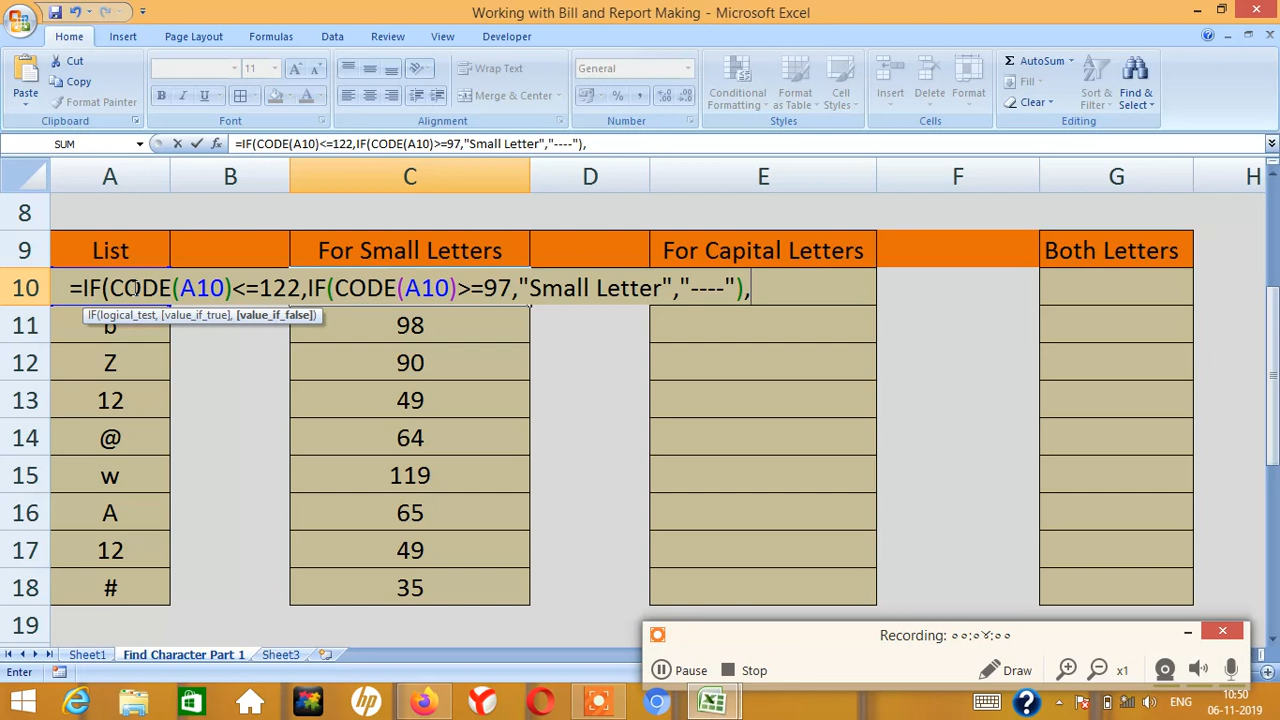 Working with Bill and Report Making - Microsoft Excel
Home Insert Page Layout Formulas Data Review View Developer
Paste
Cut
Copy
Format Painter
Clipboard
11
Font
Wrap Text
Merge & Center
Alignment
General
Number
Conditional Formatting
Format as Table
Cell Styles
Styles
Insert
Delete
Format
Cells
AutoSum
Fill
Clear
Sort & Filter
Find & Select
Editing
SUM
=IF(CODE(A10)<=122,IF(CODE(A10)>=97,"Small Letter","----"),
A B C D E F G H
8
9 List For Small Letters For Capital Letters Both Letters
10 =IF(CODE(A10)<=122,IF(CODE(A10)>=97,"Small Letter","----"),
IF(logical_test, [value_if_true], [value_if_false])
11 b 98
12 Z 90
13 12 49
14 @ 64
15 w 119
16 A 65
17 12 49
18 # 35
19
Recording: ००:०४:००
Pause Stop Draw x1
Sheet1 Find Character Part 1 Sheet3
Enter
100%
ENG
10:50
06-11-2019